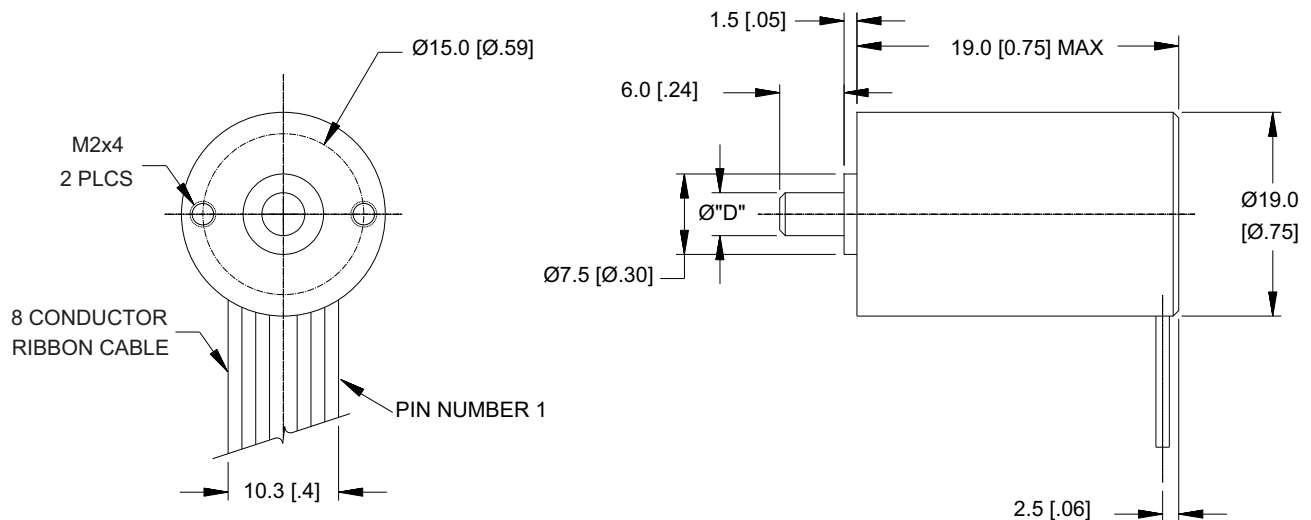 Ø15.0 [Ø.59]
M2x4
2 PLCS
8 CONDUCTOR
RIBBON CABLE
PIN NUMBER 1
10.3 [.4]
1.5 [.05]
19.0 [0.75] MAX
6.0 [.24]
Ø"D"
Ø7.5 [Ø.30]
Ø19.0
[Ø.75]
2.5 [.06]